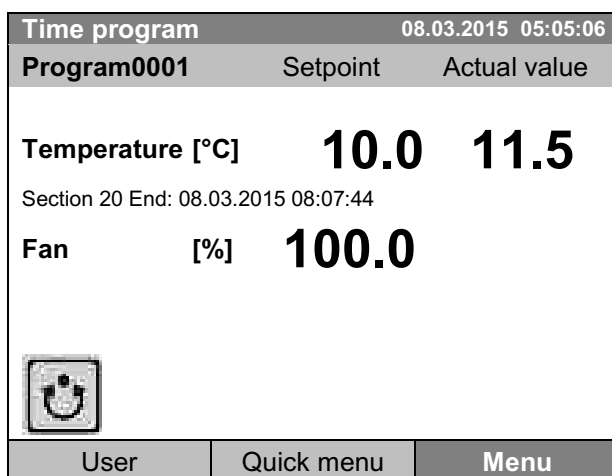 Time program 08.03.2015 05:05:06
Program0001 Setpoint Actual value
Temperature [°C] 10.0 11.5
Section 20 End: 08.03.2015 08:07:44
Fan [%] 100.0
User Quick menu Menu